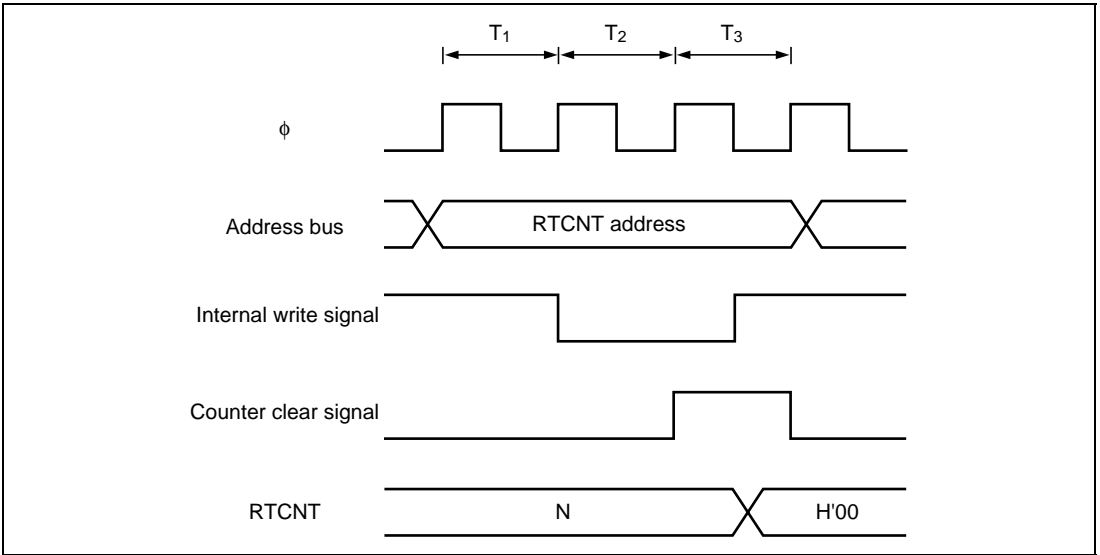 T1 T2 T3
φ
Address bus RTCNT address
Internal write signal
Counter clear signal
RTCNT N H'00